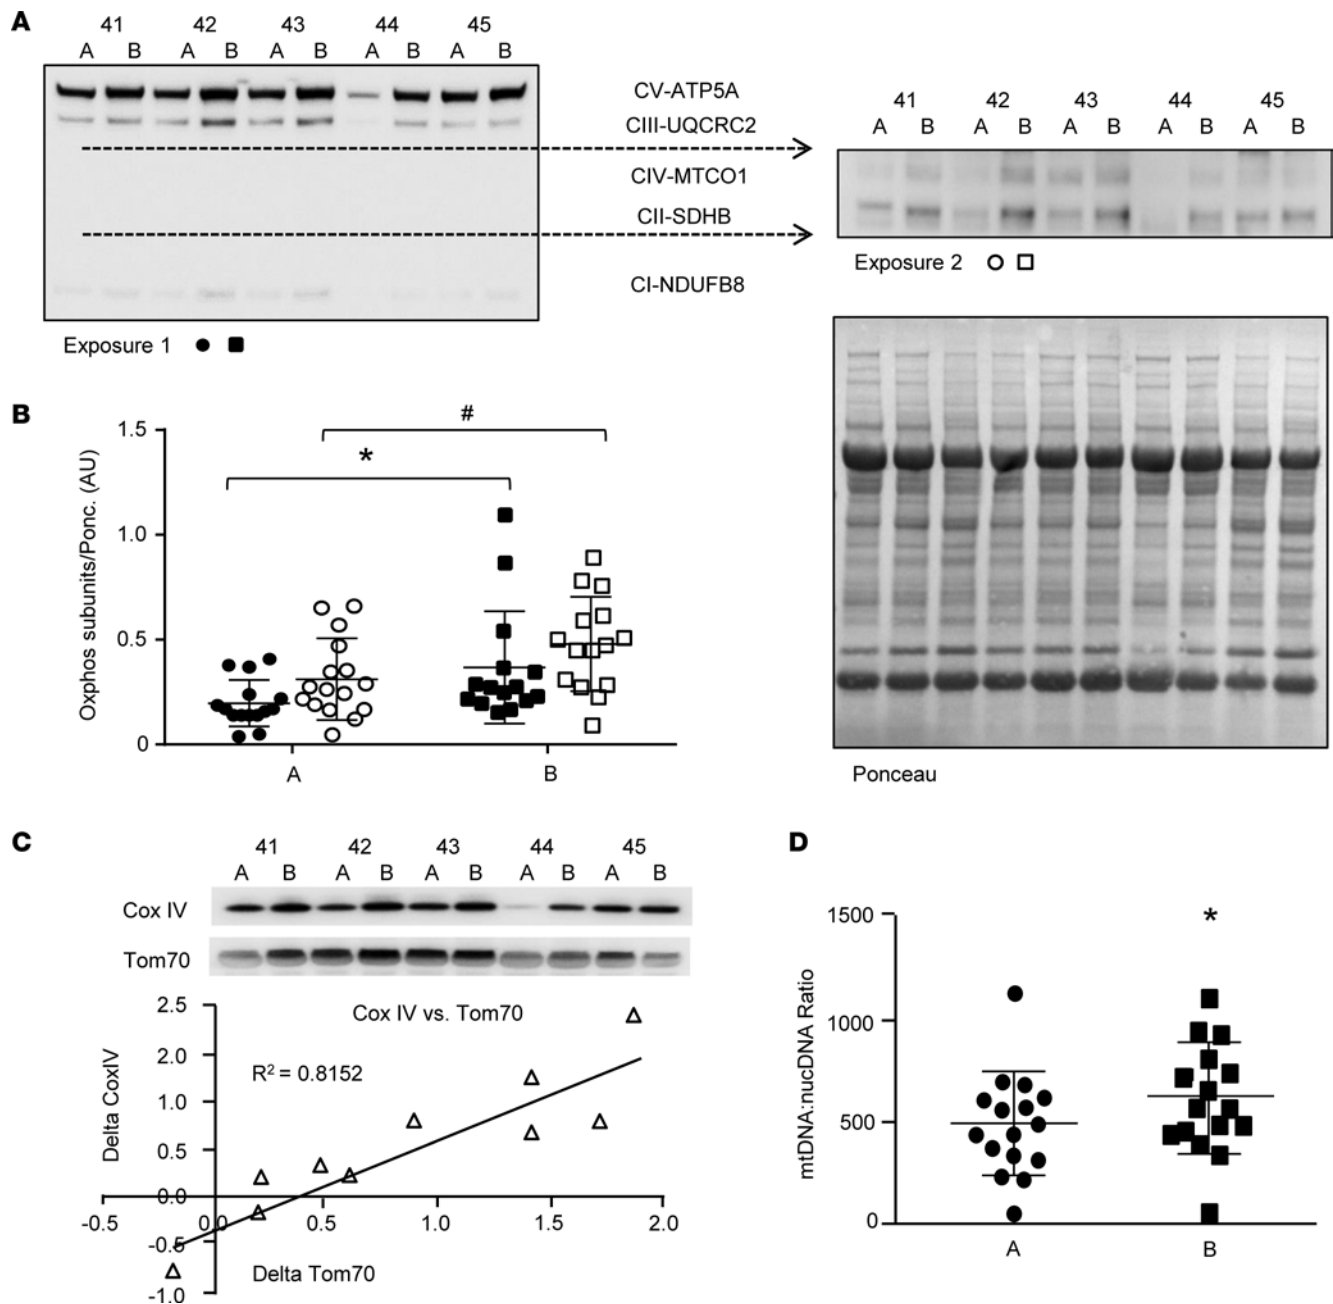 A
41 42 43 44 45
A B A B A B A B A B
CV-ATP5A
CIII-UQCRC2
CIV-MTCO1
CII-SDHB
CI-NDUFB8
Exposure 1
41 42 43 44 45
A B A B A B A B A B
Exposure 2
Ponceau
B
Oxphos subunits/Ponc. (AU)
1.5
1.0
0.5
0
*
#
A B
C
41 42 43 44 45
A B A B A B A B A B
Cox IV
Tom70
Cox IV vs. Tom70
R² = 0.8152
Delta CoxIV
2.5
2.0
1.0
0.5
0.0
-0.5
-1.0
-0.5 0.0 0.5 1.0 1.5 2.0
Delta Tom70
D
mtDNA:nucDNA Ratio
1500
1000
500
0
*
A B